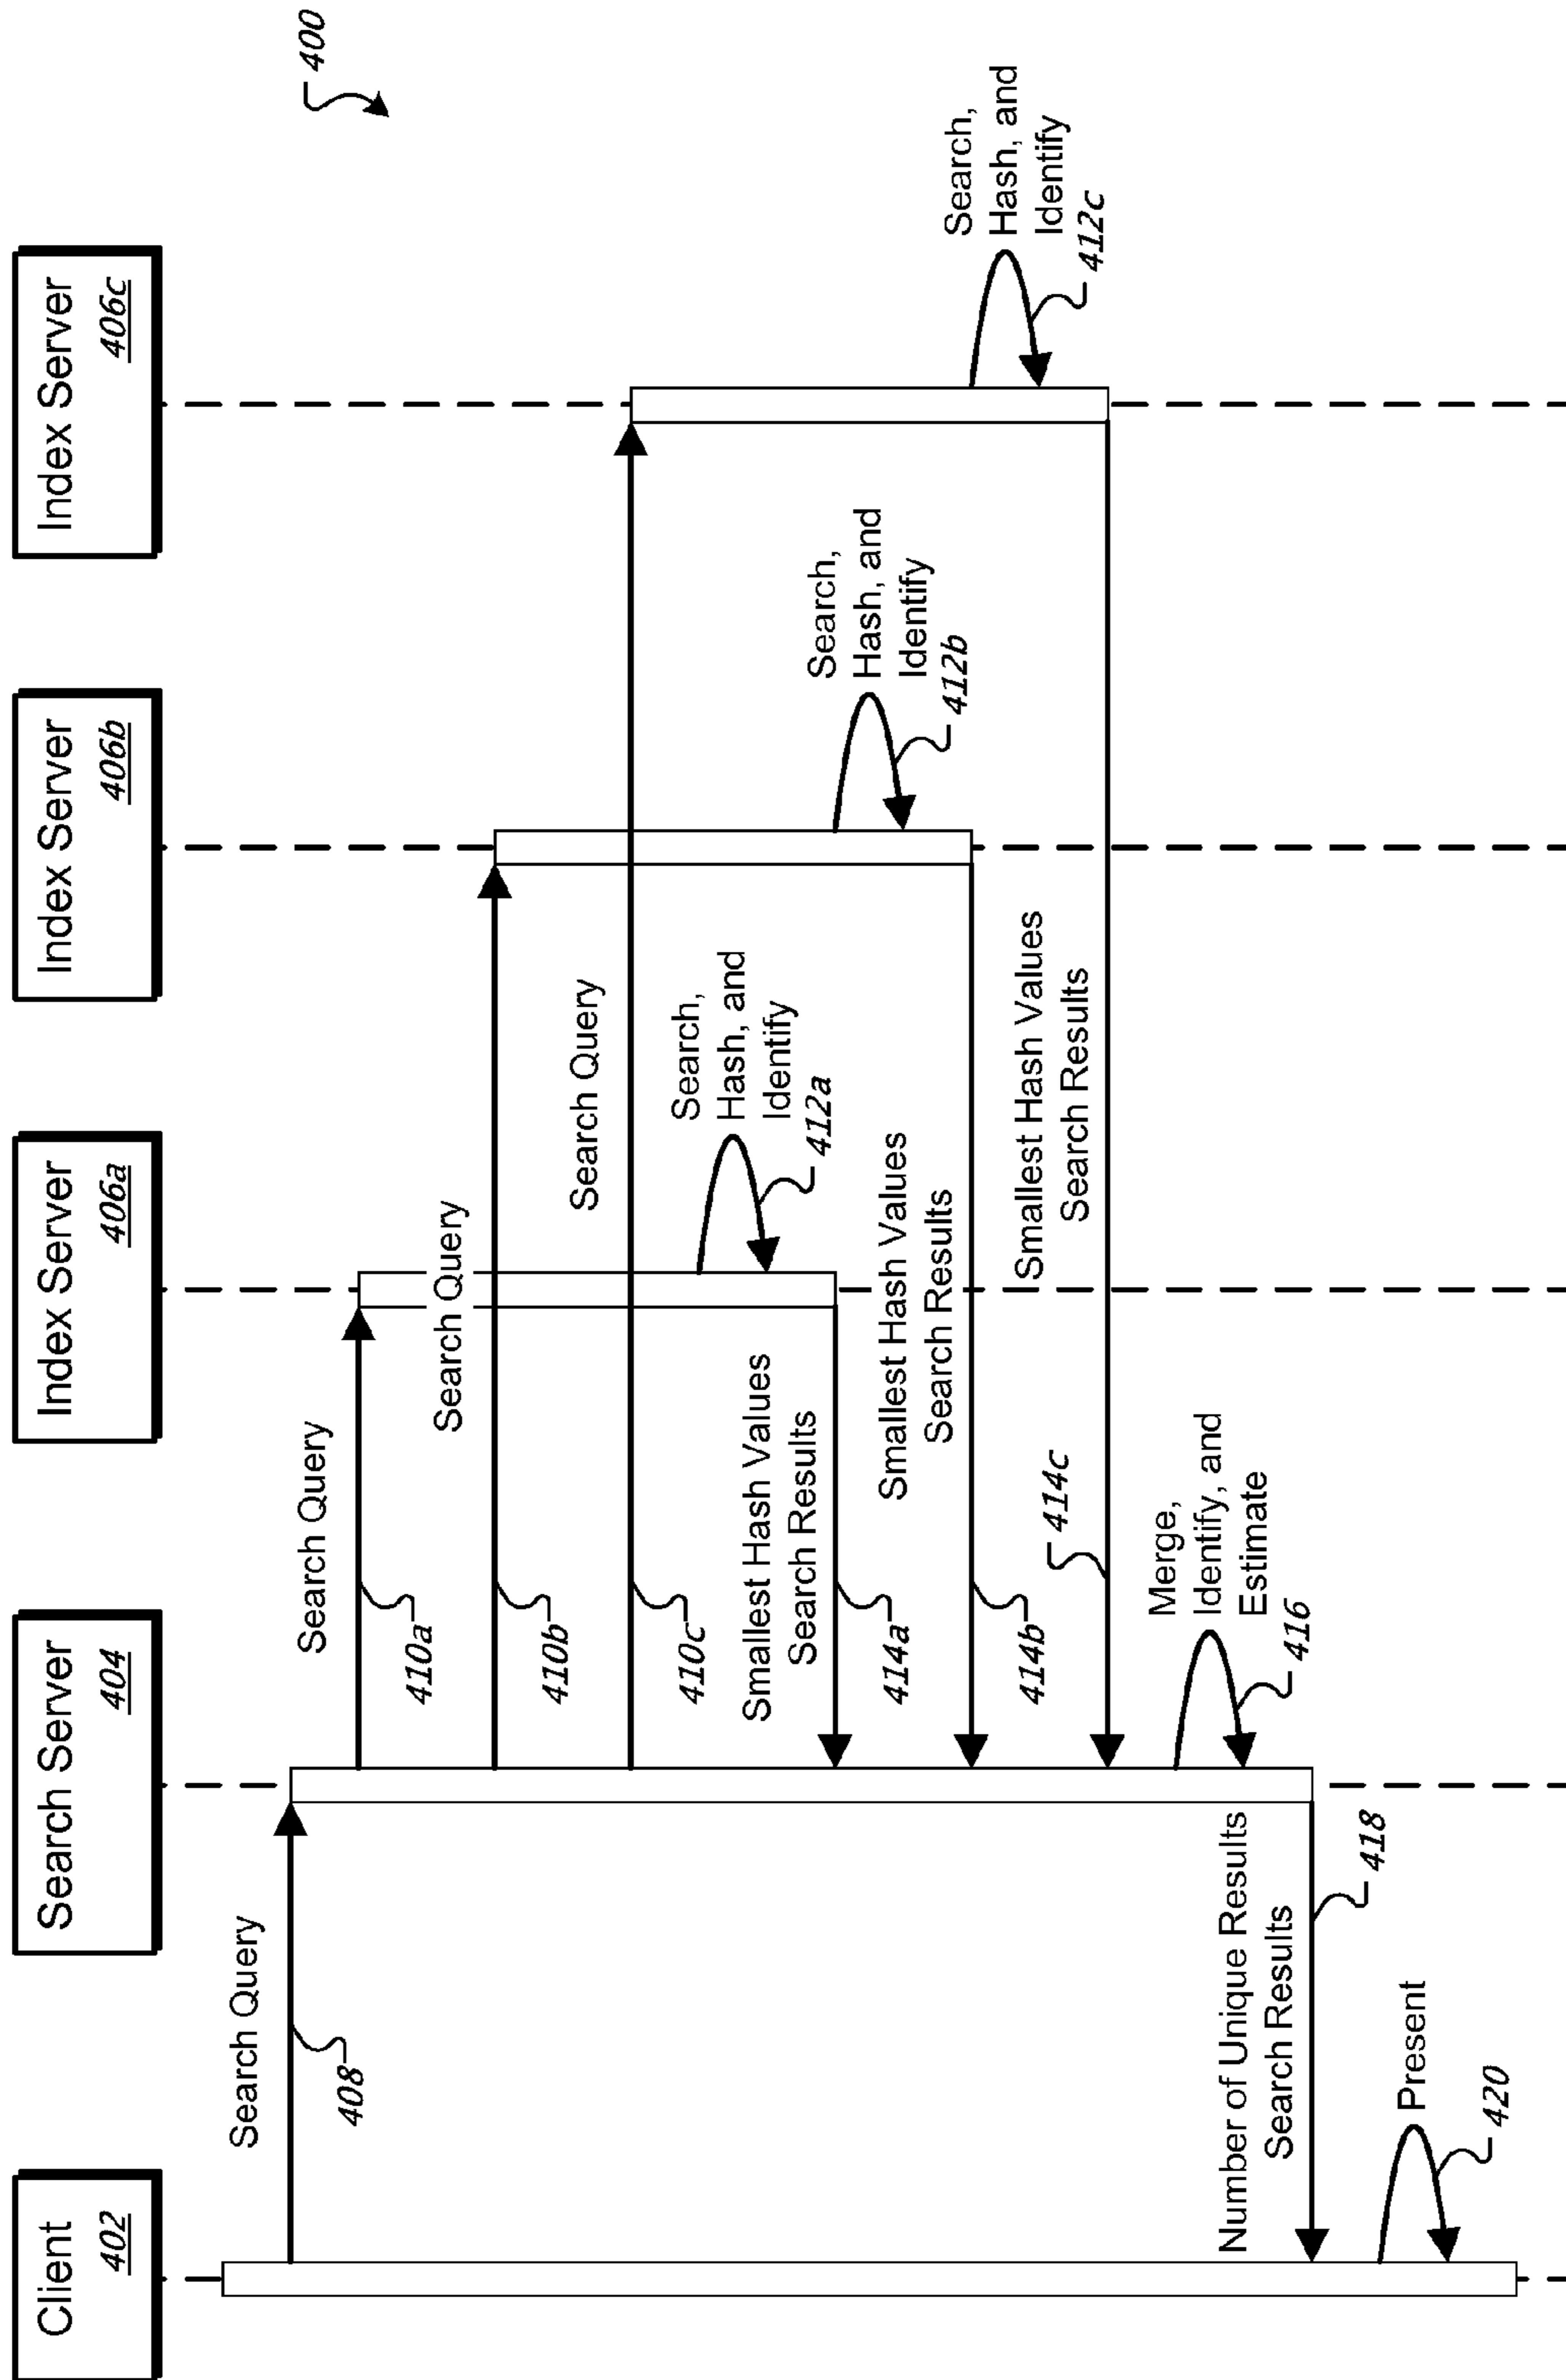 400
Client
402
Search Server
404
Index Server
406a
Index Server
406b
Index Server
406c
Search Query
408
Search Query
410a
Search Query
410b
Search Query
410c
Search,
Hash, and
Identify
412a
Smallest Hash Values
Search Results
414a
Search,
Hash, and
Identify
412b
Smallest Hash Values
Search Results
414b
Search,
Hash, and
Identify
412c
Smallest Hash Values
Search Results
414c
Merge,
Identify, and
Estimate
416
Number of Unique Results
Search Results
418
Present
420